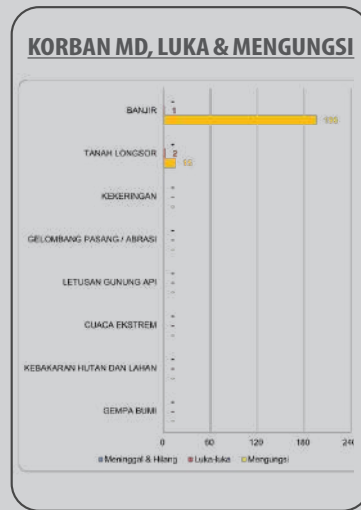 KORBAN MD, LUKA & MENGUNGSI
BANJIR
-
1
TANAH LONGSOR
-
2
KEKERINGAN
-
-
-
GELOMBANG PASANG / ABRASI
-
-
-
LETUSAN GUNUNG API
-
-
-
CUACA EKSTREM
-
-
-
KEBAKARAN HUTAN DAN LAHAN
-
-
-
GEMPA BUMI
-
-
-
0 60 120 180 240
Meninggal & Hilang Luka-luka Mengungsi